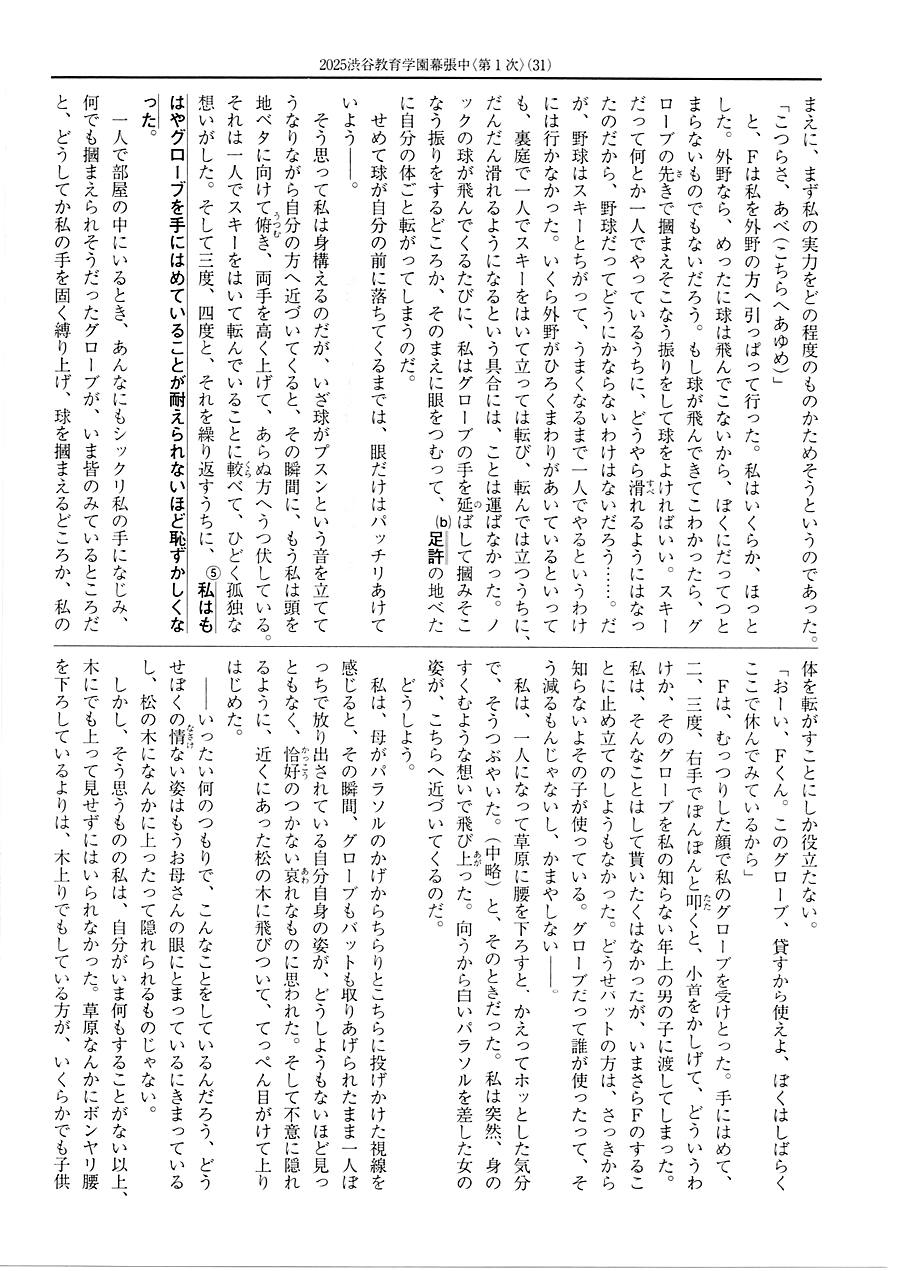 2025渋谷教育学園幕張中〈第1次〉(31)
まえに、まず私の実力をどの程度のものかためそうというのであった。
「こつらさ、あべ(こちらへあゆめ)」
と、Fは私を外野の方へ引っぱって行った。私はいくらか、ほっと
した。外野なら、めったに球は飛んでこないから、ぼくにだってつと
まらないものでもないだろう。もし球が飛んできてこわかったら、グ
ローブの先きで摑まえそこなう振りをして球をよければいい。スキー
だって何とか一人でやっているうちに、どうやら滑れるようにはなっ
たのだから、野球だってどうにかならないわけはないだろう……。だ
が、野球はスキーとちがって、うまくなるまで一人でやるというわけ
には行かなかった。いくら外野がひろくまわりがあいているといって
も、裏庭で一人でスキーをはいて立っては転び、転んでは立つうちに、
だんだん滑れるようになるという具合には、ことは運ばなかった。ノ
ックの球が飛んでくるたびに、私はグローブの手を延ばして摑みそこ
なう振りをするどころか、そのまえに眼をつむって、(b)足許の地べた
に自分の体ごと転がってしまうのだ。
せめて球が自分の前に落ちてくるまでは、眼だけはパッチリあけて
いよう――。
そう思って私は身構えるのだが、いざ球がプスンという音を立てて
うなりながら自分の方へ近づいてくると、その瞬間に、もう私は頭を
地ベタに向けて俯き、両手を高く上げて、あらぬ方へうつ伏している。
それは一人でスキーをはいて転んでいることに較べて、ひどく孤独な
想いがした。そして三度、四度と、それを繰り返すうちに、⑤私はも
はやグローブを手にはめていることが耐えられないほど恥ずかしくな
った。
一人で部屋の中にいるとき、あんなにもシックリ私の手になじみ、
何でも摑まえられそうだったグローブが、いま皆のみているところだ
と、どうしてか私の手を固く縛り上げ、球を摑まえるどころか、私の
体を転がすことにしか役立たない。
「おーい、Fくん。このグローブ、貸すから使えよ、ぼくはしばらく
ここで休んでみているから」
Fは、むっつりした顔で私のグローブを受けとった。手にはめて、
二、三度、右手でぽんぽんと叩くと、小首をかしげて、どういうわ
けか、そのグローブを私の知らない年上の男の子に渡してしまった。
私は、そんなことはして貰いたくはなかったが、いまさらFのするこ
とに止め立てのしようもなかった。どうせバットの方は、さっきから
知らないよその子が使っている。グローブだって誰が使ったって、そ
う減るもんじゃないし、かまやしない――。
私は、一人になって草原に腰を下ろすと、かえってホッとした気分
で、そうつぶやいた。(中略)と、そのときだった。私は突然、身の
すくむような想いで飛び上った。向うから白いパラソルを差した女の
姿が、こちらへ近づいてくるのだ。
どうしよう。
私は、母がパラソルのかげからちらりとこちらに投げかけた視線を
感じると、その瞬間、グローブもバットも取りあげられたまま一人ぼ
っちで放り出されている自分自身の姿が、どうしようもないほど見っ
ともなく、恰好のつかない哀れなものに思われた。そして不意に隠れ
るように、近くにあった松の木に飛びついて、てっぺん目がけて上り
はじめた。
――いったい何のつもりで、こんなことをしているんだろう、どう
せぼくの情ない姿はもうお母さんの眼にとまっているにきまっている
し、松の木になんかに上ったって隠れられるものじゃない。
しかし、そう思うものの私は、自分がいま何もすることがない以上、
木にでも上って見せずにはいられなかった。草原なんかにボンヤリ腰
を下ろしているよりは、木上りでもしている方が、いくらかでも子供